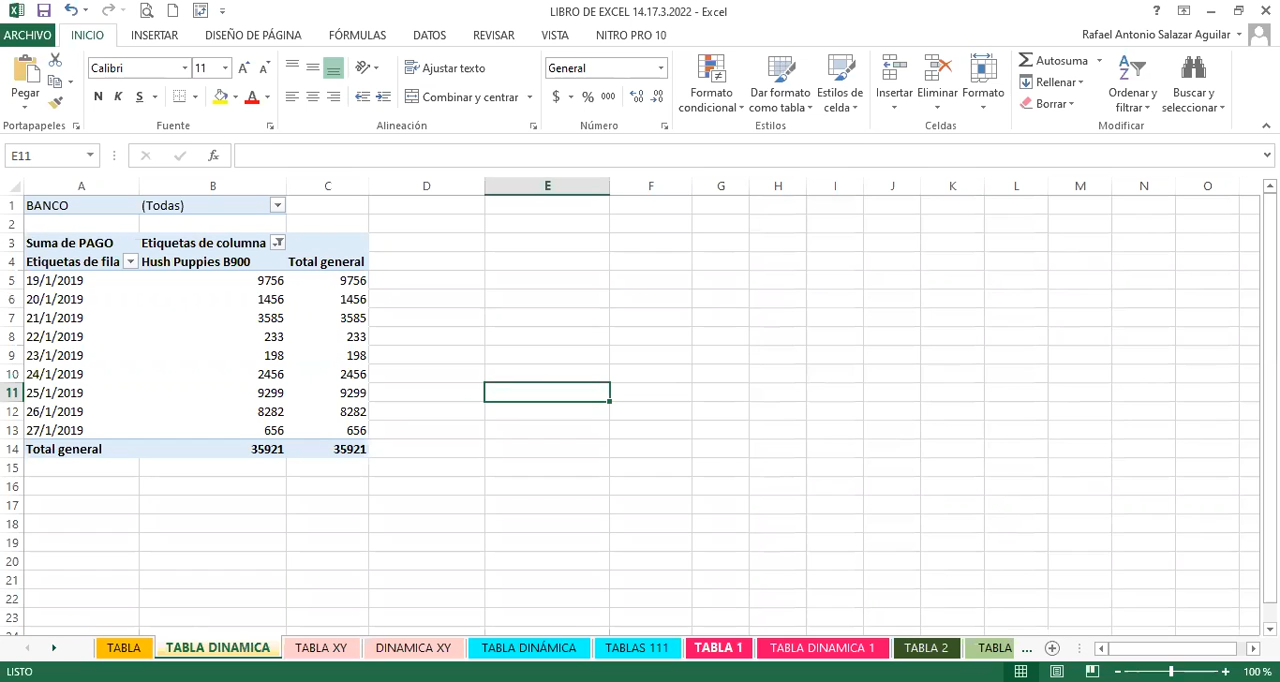 LIBRO DE EXCEL 14.17.3.2022 - Excel
ARCHIVO INICIO INSERTAR DISEÑO DE PÁGINA FÓRMULAS DATOS REVISAR VISTA NITRO PRO 10 Rafael Antonio Salazar Aguilar
Calibri 11 Ajustar texto General Autosuma
Pegar Formato condicional Dar formato como tabla Estilos de celda Insertar Eliminar Formato Rellenar Ordenar y filtrar Buscar y seleccionar
N K S Combinar y centrar $ % 000 Borrar
Portapapeles Fuente Alineación Número Estilos Celdas Modificar
E11 fx
A B C D E F G H I J K L M N O
1 BANCO (Todas)
2
3 Suma de PAGO Etiquetas de columna
4 Etiquetas de fila Hush Puppies B900 Total general
5 19/1/2019 9756 9756
6 20/1/2019 1456 1456
7 21/1/2019 3585 3585
8 22/1/2019 233 233
9 23/1/2019 198 198
10 24/1/2019 2456 2456
11 25/1/2019 9299 9299
12 26/1/2019 8282 8282
13 27/1/2019 656 656
14 Total general 35921 35921
15
16
17
18
19
20
21
22
23
TABLA TABLA DINAMICA TABLA XY DINAMICA XY TABLA DINÁMICA TABLAS 111 TABLA 1 TABLA DINAMICA 1 TABLA 2 TABLA ...
LISTO 100 %